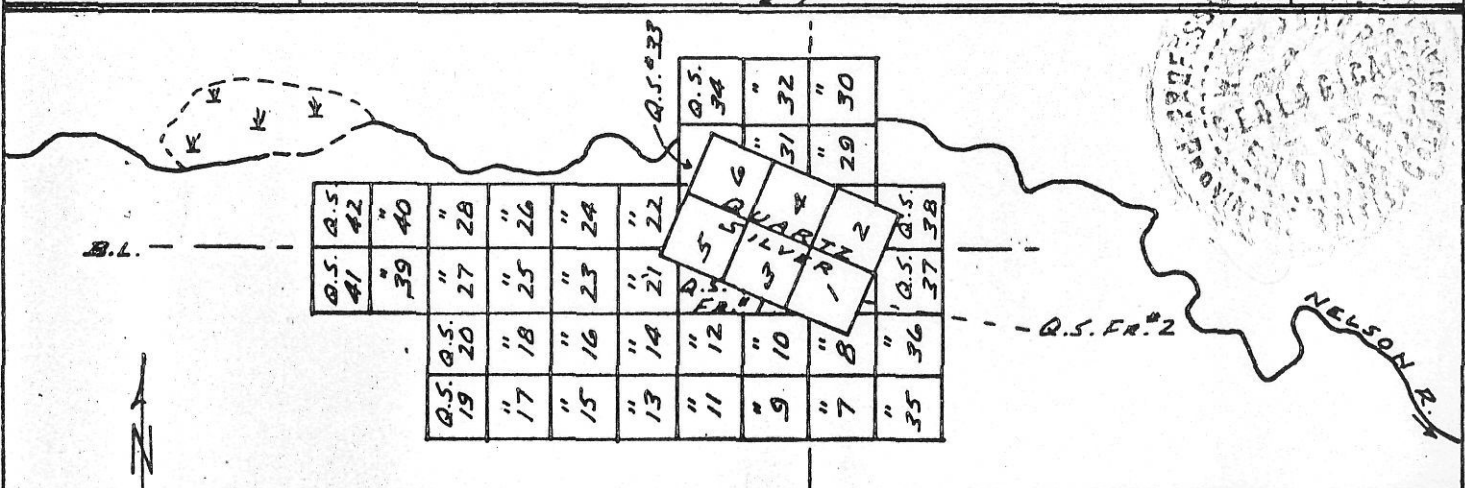 Q.S.#33
Q.S. 34
" 32
" 30
" 31
" 29
Q.S. 42
" 40
" 28
" 26
" 24
" 22
6
4
2
Q.S. 38
QUARTZ
SILVER
B.L.
Q.S. 41
" 39
" 27
" 25
" 23
" 21
5
3
1
Q.S. 37
Q.S. FR.#
Q.S. FR.#2
Q.S. 20
" 18
" 16
" 14
" 12
" 10
" 8
" 36
Q.S. 19
" 17
" 15
" 13
" 11
" 9
" 7
" 35
NELSON R.
N
GEOLOGICAL